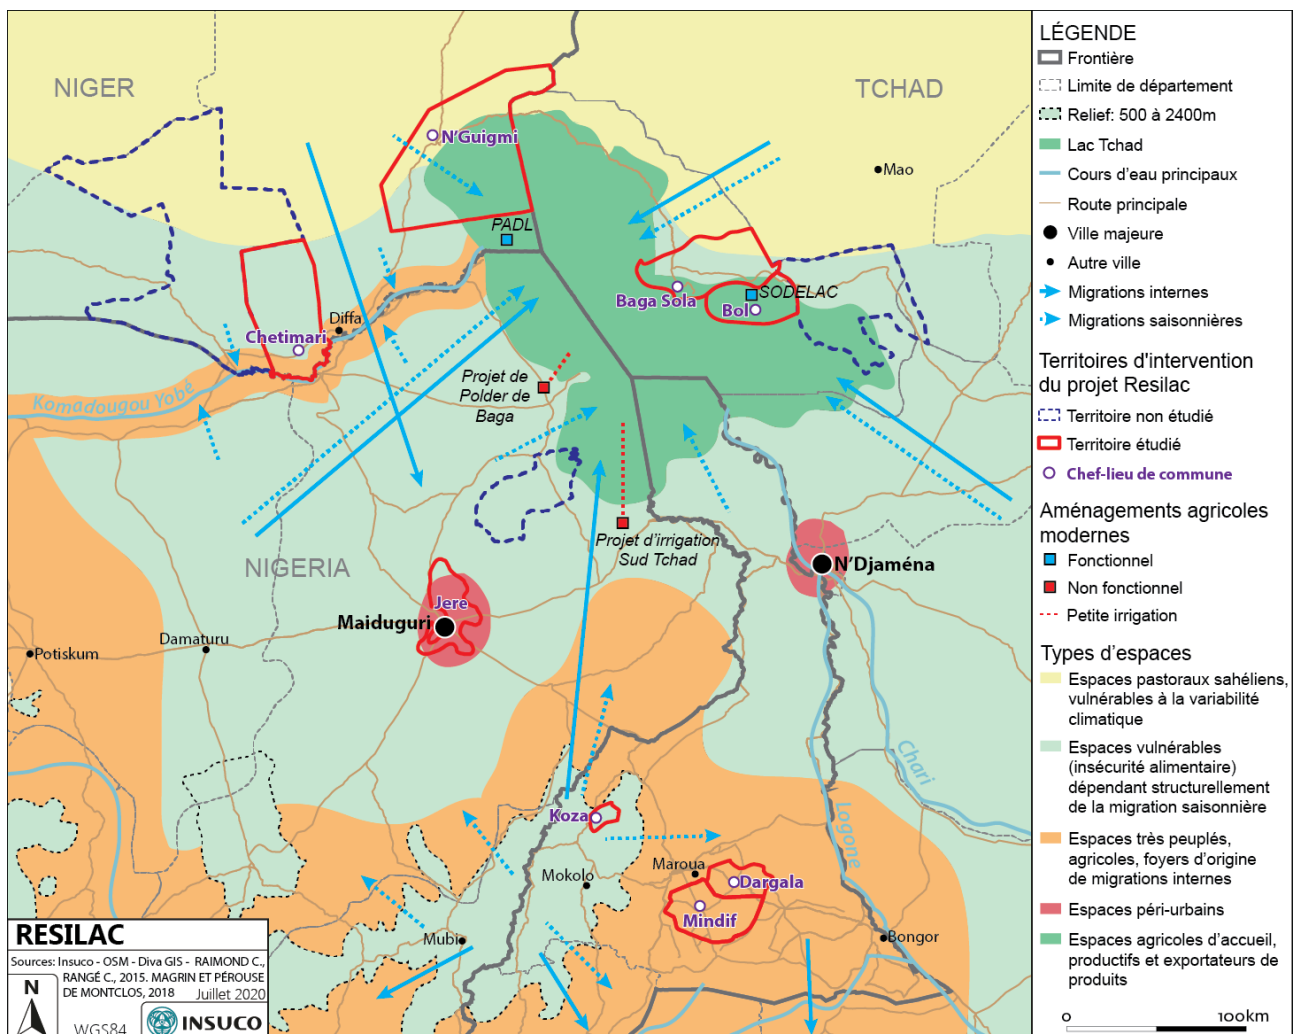 NIGER
TCHAD
N'Guigmi
Mao
PADL
SODELAC
Baga Sola
Bol
Diffa
Chetimari
Komadougou Yobé
Projet de
Polder de
Baga
Projet d'irrigation
Sud Tchad
NIGERIA
N'Djaména
Jere
Maiduguri
Damaturu
Potiskum
Chari
Logone
Koza
Maroua
Mokolo
Dargala
Mindif
Mubi
Bongor
RESILAC
Sources: Insuco - OSM - Diva GIS - RAIMOND C.,
RANGÉ C., 2015. MAGRIN ET PÉROUSE
DE MONTCLOS, 2018 Juillet 2020
N
WGS84
INSUCO
LÉGENDE
Frontière
Limite de département
Relief: 500 à 2400m
Lac Tchad
Cours d'eau principaux
Route principale
Ville majeure
Autre ville
Migrations internes
Migrations saisonnières
Territoires d'intervention
du projet Resilac
Territoire non étudié
Territoire étudié
Chef-lieu de commune
Aménagements agricoles
modernes
Fonctionnel
Non fonctionnel
Petite irrigation
Types d'espaces
Espaces pastoraux sahéliens,
vulnérables à la variabilité
climatique
Espaces vulnérables
(insécurité alimentaire)
dépendant structurellement
de la migration saisonnière
Espaces très peuplés,
agricoles, foyers d'origine
de migrations internes
Espaces péri-urbains
Espaces agricoles d'accueil,
productifs et exportateurs de
produits
0 100km